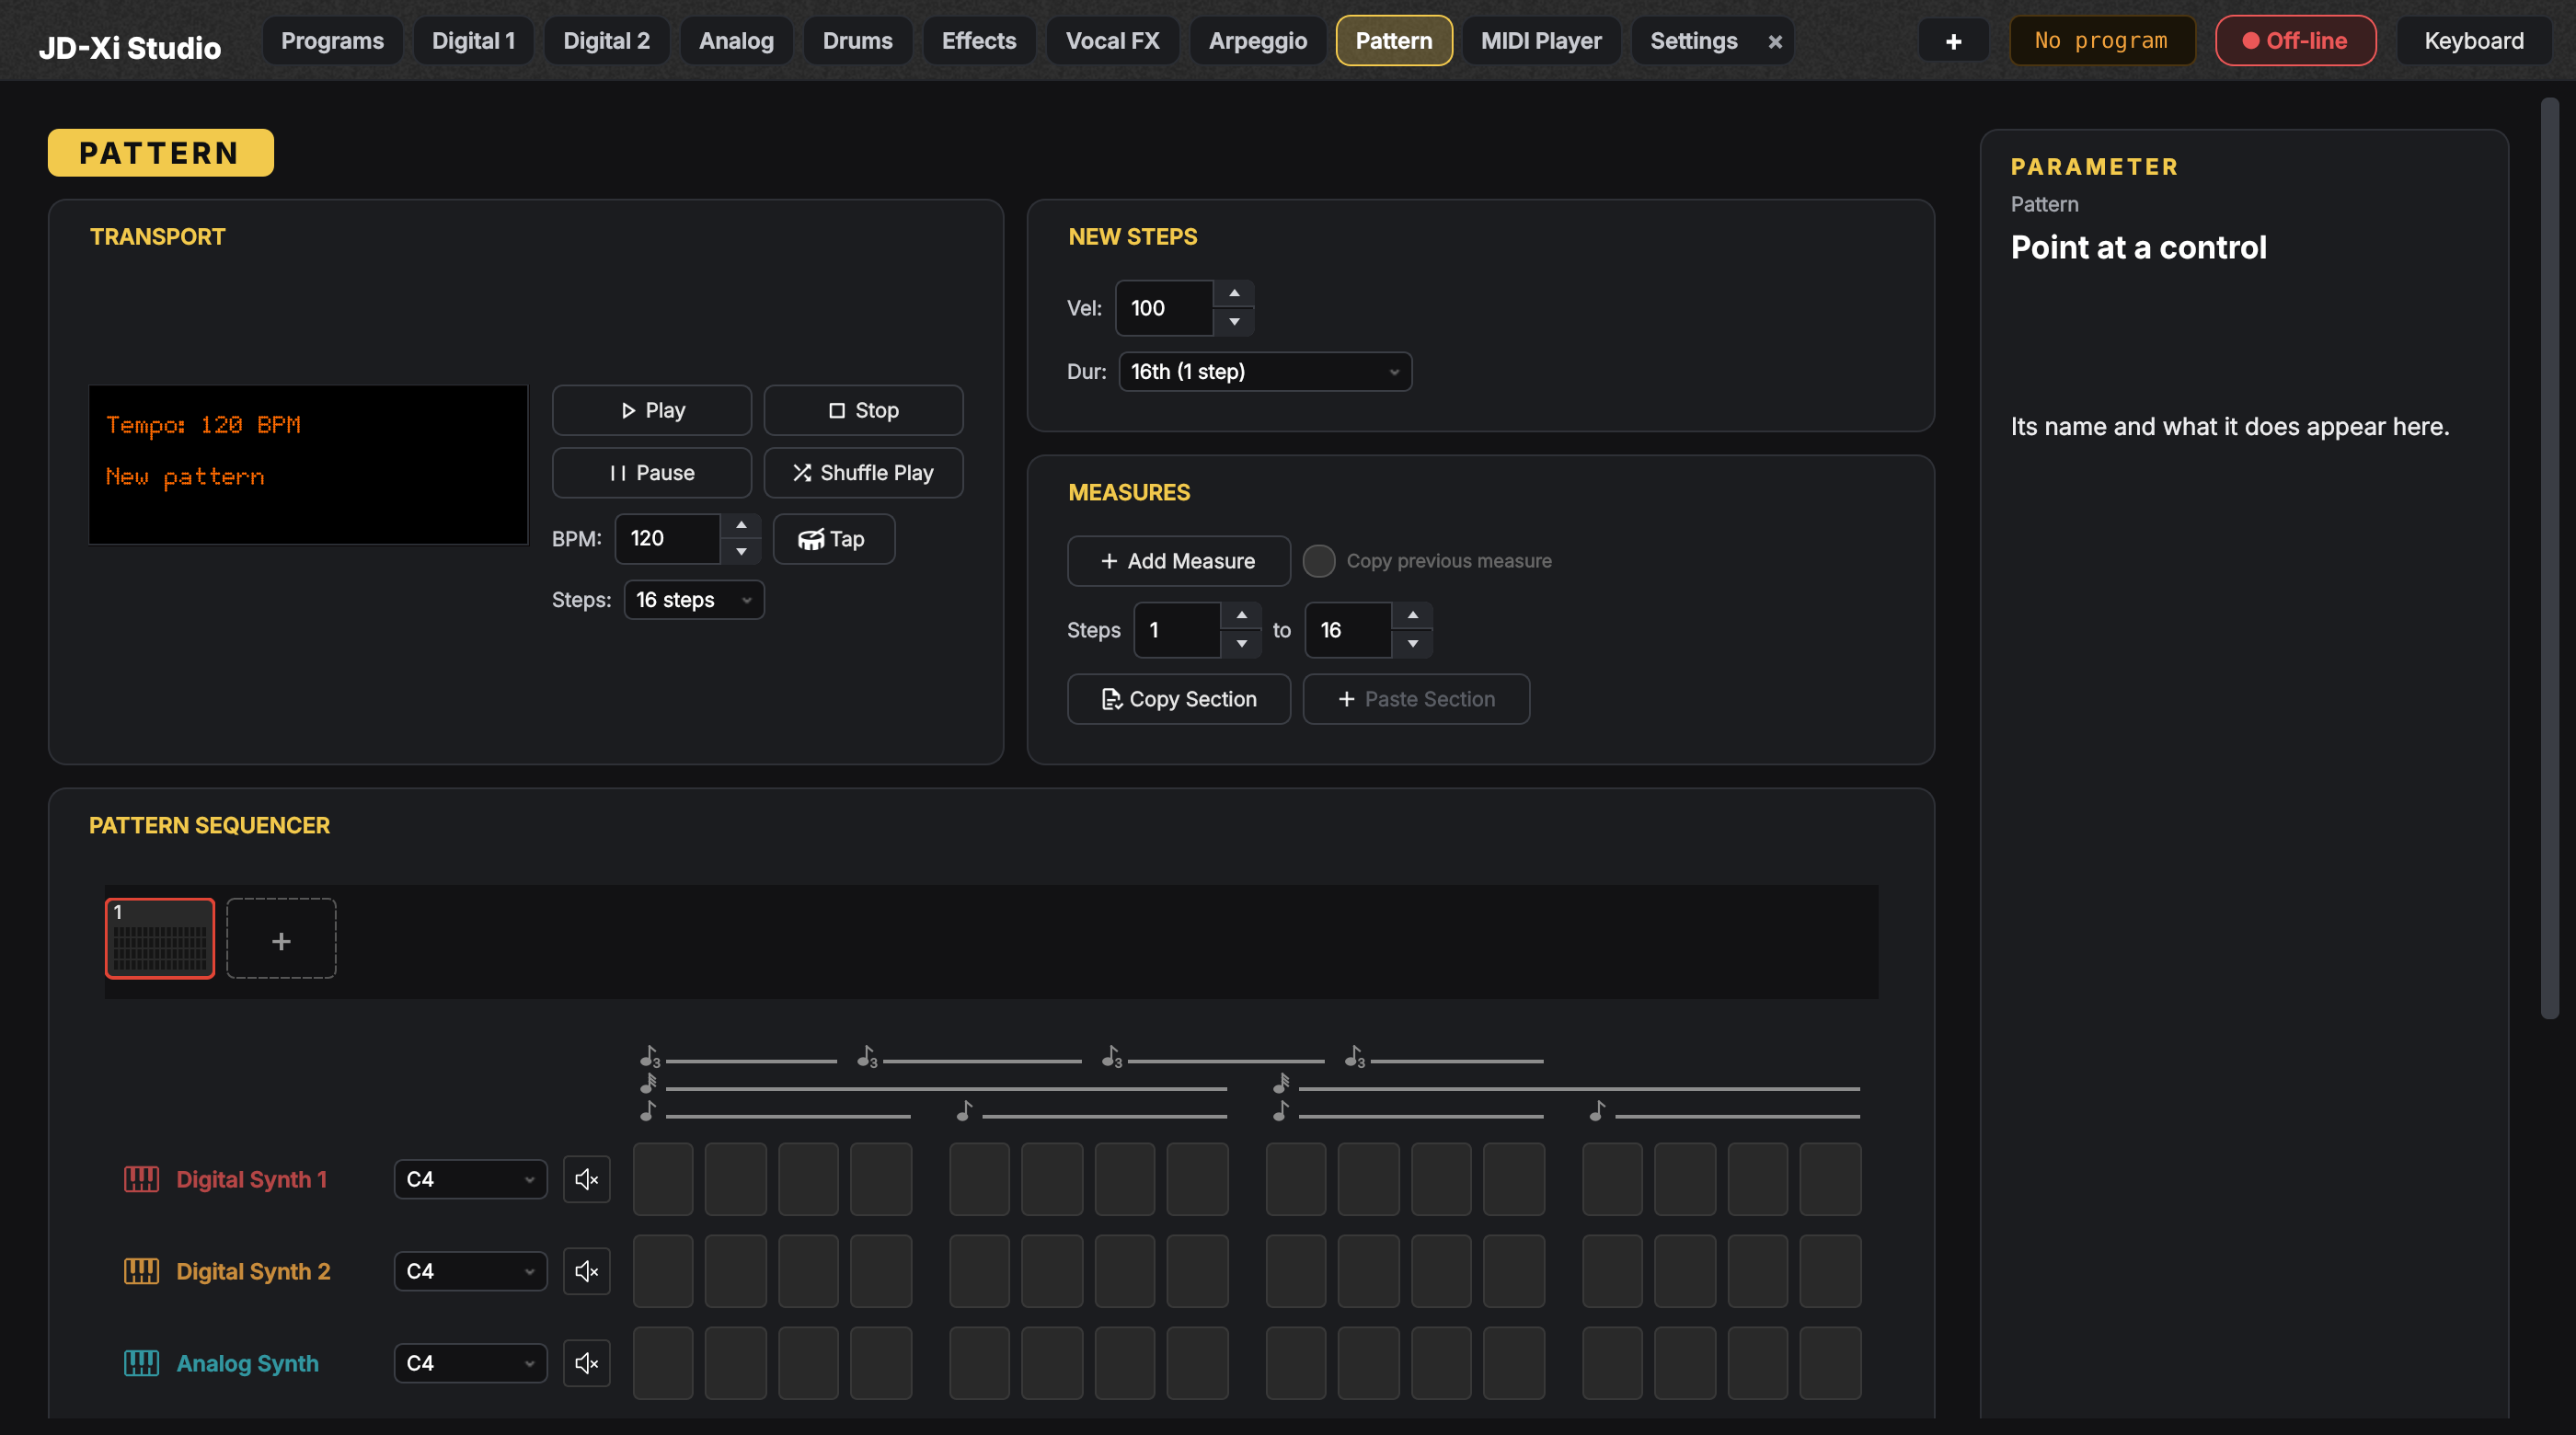 JD-Xi Studio Programs Digital 1 Digital 2 Analog Drums Effects Vocal FX Arpeggio Pattern MIDI Player Settings × + No program Off-line Keyboard
PATTERN
TRANSPORT
Tempo: 120 BPM
New pattern
Play Stop
Pause Shuffle Play
BPM: 120 Tap
Steps: 16 steps
NEW STEPS
Vel: 100
Dur: 16th (1 step)
MEASURES
+ Add Measure Copy previous measure
Steps 1 to 16
Copy Section + Paste Section
PARAMETER
Pattern
Point at a control
Its name and what it does appear here.
PATTERN SEQUENCER
1 +
3 3 3 3
Digital Synth 1 C4
Digital Synth 2 C4
Analog Synth C4